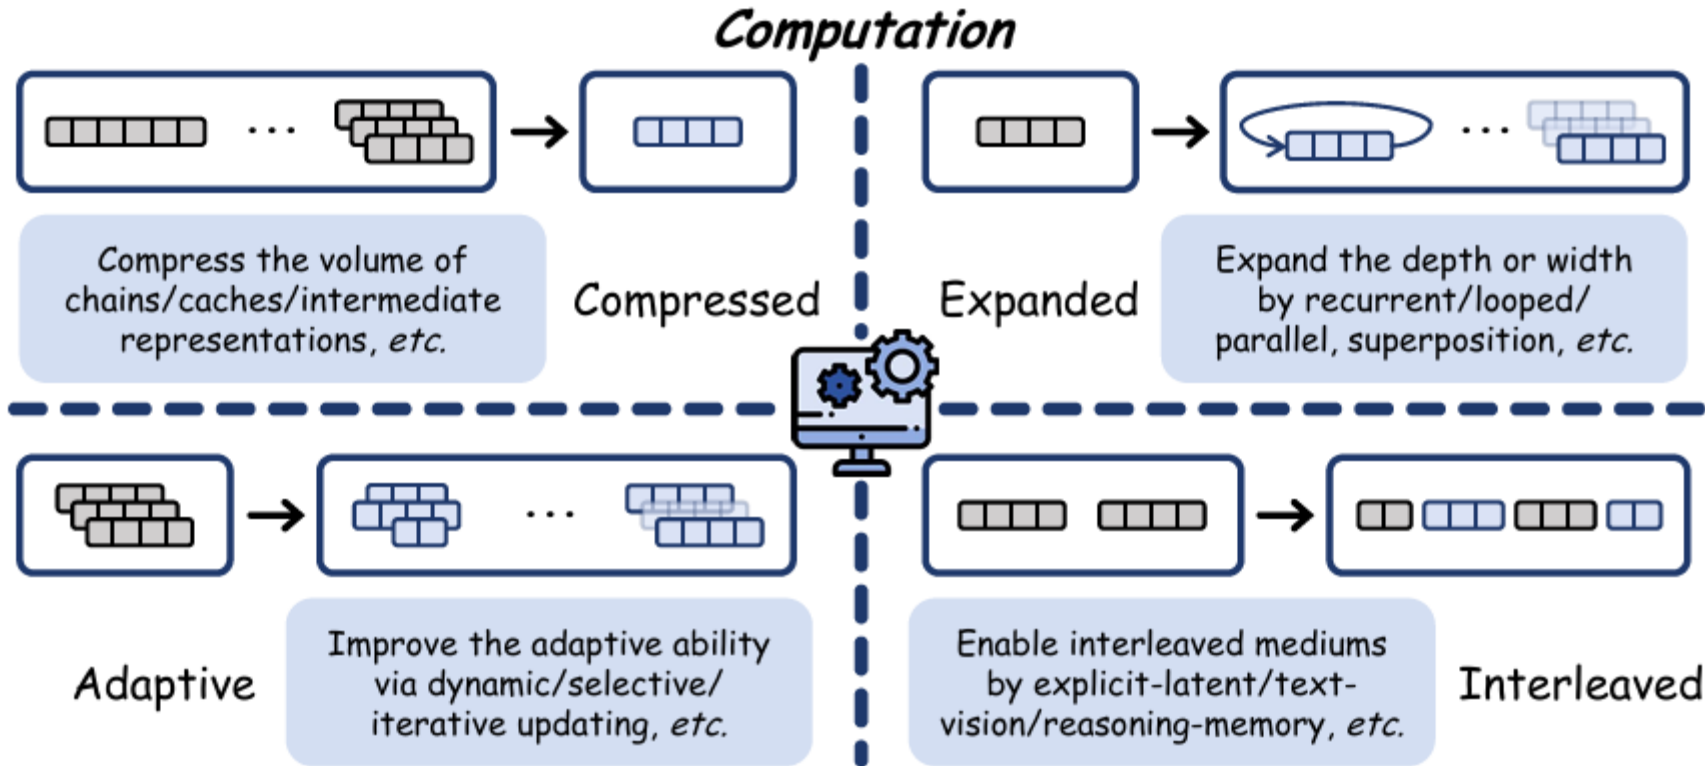 Computation
...
...
Compress the volume of
chains/caches/intermediate
representations, etc.
Compressed
Expanded
Expand the depth or width
by recurrent/looped/
parallel, superposition, etc.
...
Adaptive
Improve the adaptive ability
via dynamic/selective/
iterative updating, etc.
Enable interleaved mediums
by explicit-latent/text-
vision/reasoning-memory, etc.
Interleaved